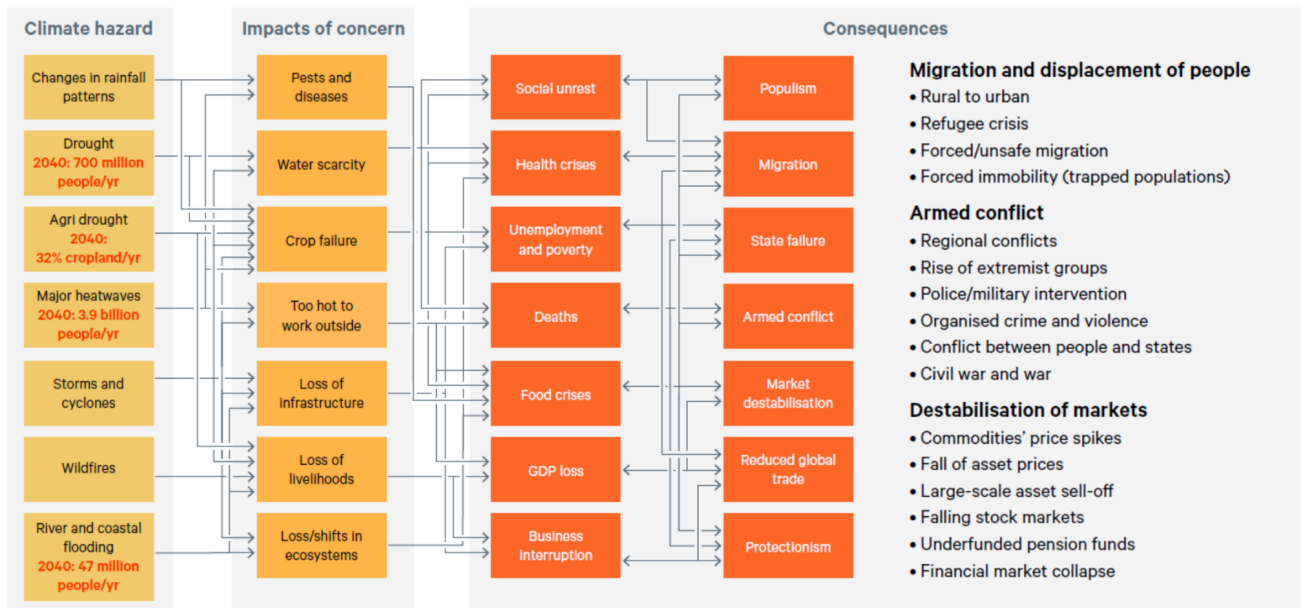 Climate hazard
Impacts of concern
Consequences
Changes in rainfall
patterns
Drought
2040: 700 million
people/yr
Agri drought
2040:
32% cropland/yr
Major heatwaves
2040: 3.9 billion
people/yr
Storms and
cyclones
Wildfires
River and coastal
flooding
2040: 47 million
people/yr
Pests and
diseases
Water scarcity
Crop failure
Too hot to
work outside
Loss of
infrastructure
Loss of
livelihoods
Loss/shifts in
ecosystems
Social unrest
Health crises
Unemployment
and poverty
Deaths
Food crises
GDP loss
Business
interruption
Populism
Migration
State failure
Armed conflict
Market
destabilisation
Reduced global
trade
Protectionism
Migration and displacement of people
• Rural to urban
• Refugee crisis
• Forced/unsafe migration
• Forced immobility (trapped populations)
Armed conflict
• Regional conflicts
• Rise of extremist groups
• Police/military intervention
• Organised crime and violence
• Conflict between people and states
• Civil war and war
Destabilisation of markets
• Commodities’ price spikes
• Fall of asset prices
• Large-scale asset sell-off
• Falling stock markets
• Underfunded pension funds
• Financial market collapse